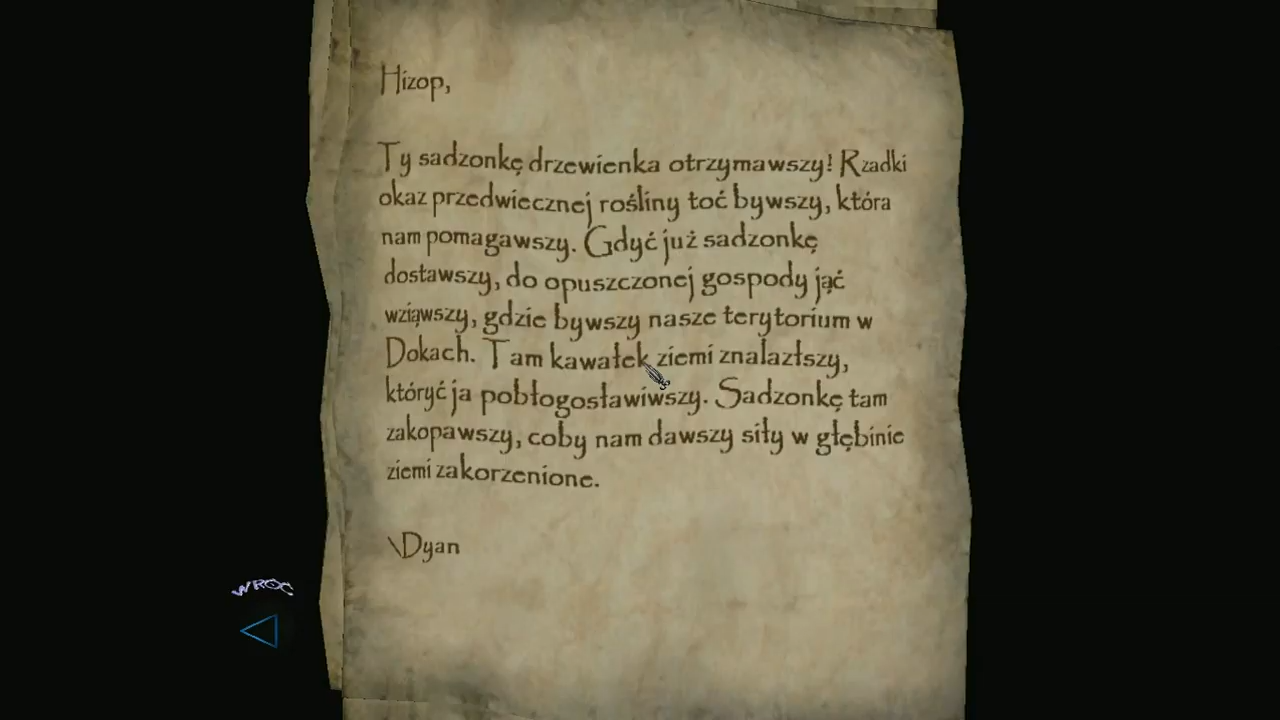 Hizop,
Ty sadzonkę drzewienka otrzymawszy! Rzadki
okaz przedwiecznej rośliny toć bywszy, która
nam pomagawszy. Gdyć już sadzonkę
dostawszy, do opuszczonej gospody jąć
wziąwszy, gdzie bywszy nasze terytorium w
Dokach. Tam kawałek ziemi znalazłszy,
któryć ja pobłogosławiwszy. Sadzonkę tam
zakopawszy, coby nam dawszy siły w głębinie
ziemi zakorzenione.
\Dyan
WROC